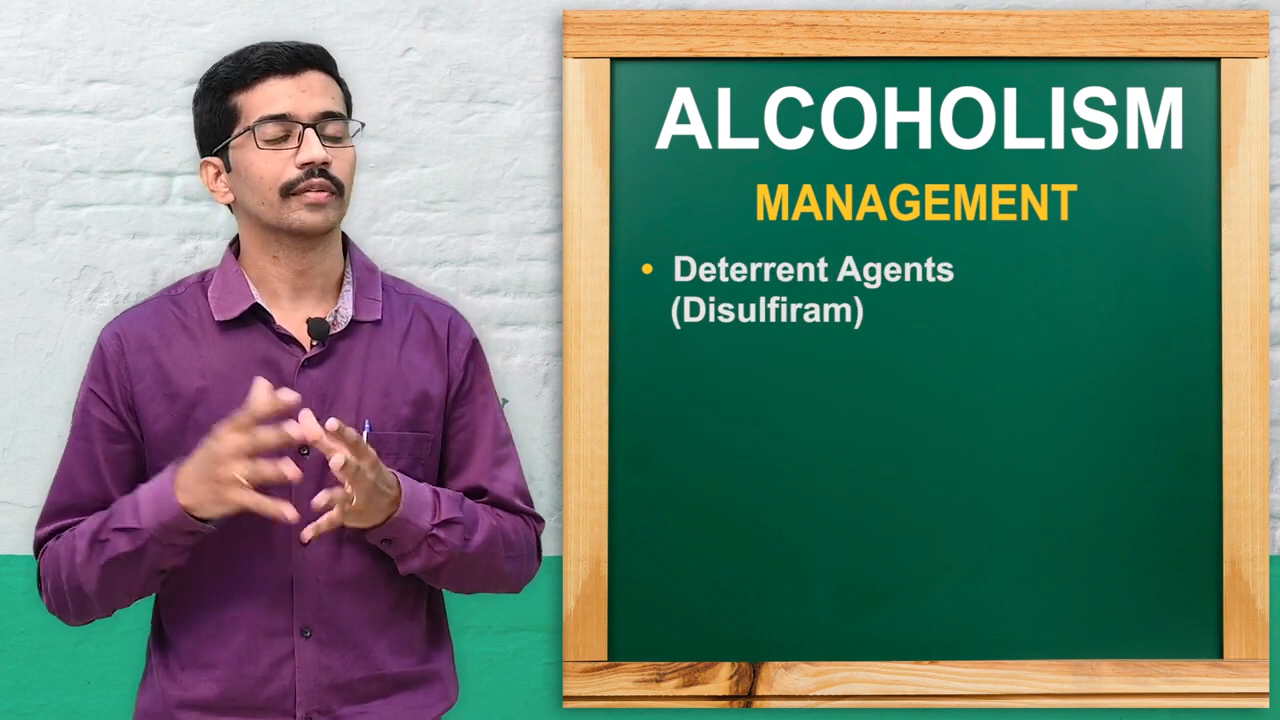 ALCOHOLISM
MANAGEMENT
• Deterrent Agents
(Disulfiram)